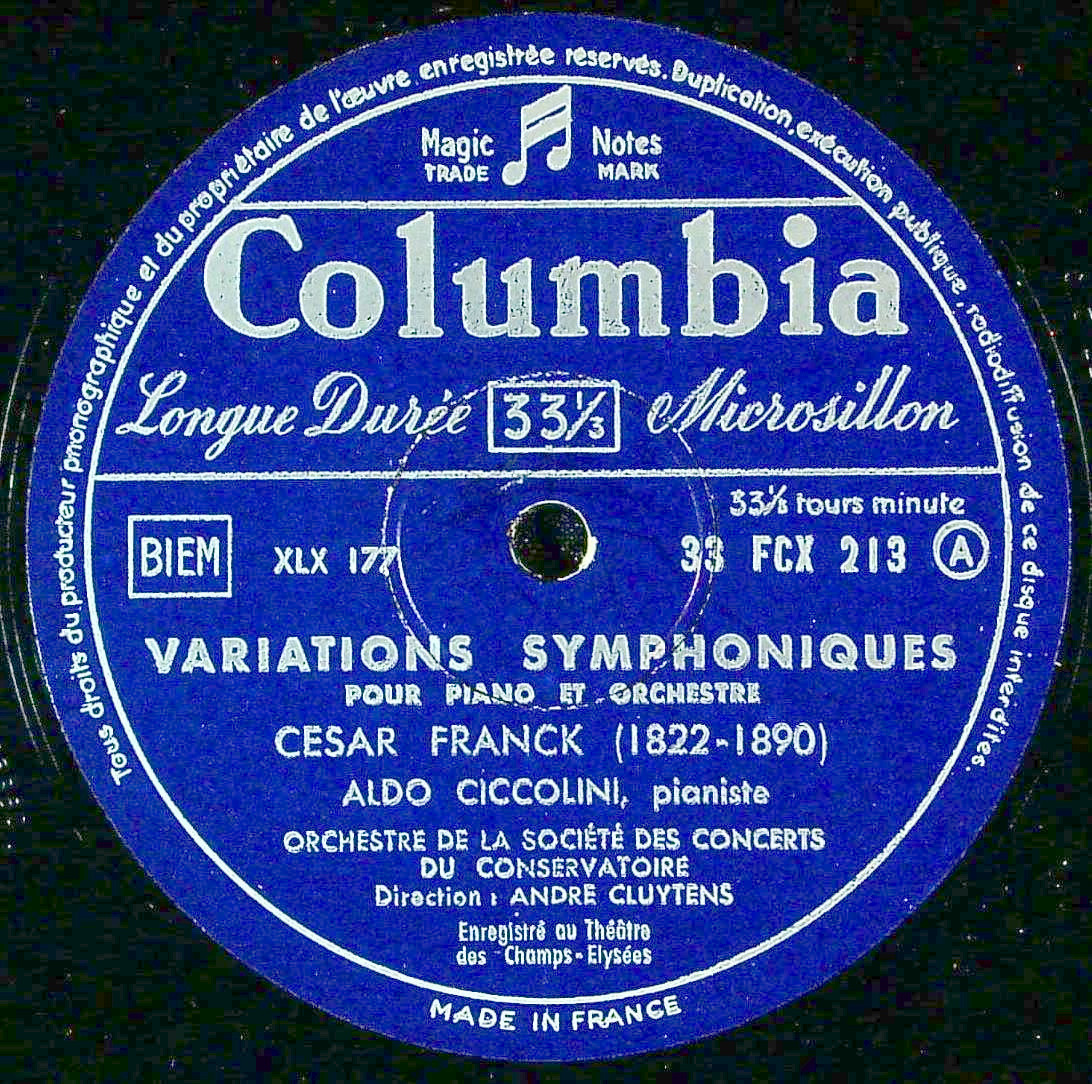 Tous droits du producteur pnonographique et du propriétaire de l'œuvre enregistrée réservés. Duplication, exécution publique, radiodiffusion de ce disque interdites.
Magic Notes
TRADE MARK
Columbia
Longue Durée 33⅓ Microsillon
33⅓ tours minute
BIEM XLX 177 33 FCX 213 A
VARIATIONS SYMPHONIQUES
POUR PIANO ET ORCHESTRE
CESAR FRANCK (1822-1890)
ALDO CICCOLINI, pianiste
ORCHESTRE DE LA SOCIÉTÉ DES CONCERTS
DU CONSERVATOIRE
Direction : ANDRE CLUYTENS
Enregistré au Théâtre
des Champs-Elysées
MADE IN FRANCE